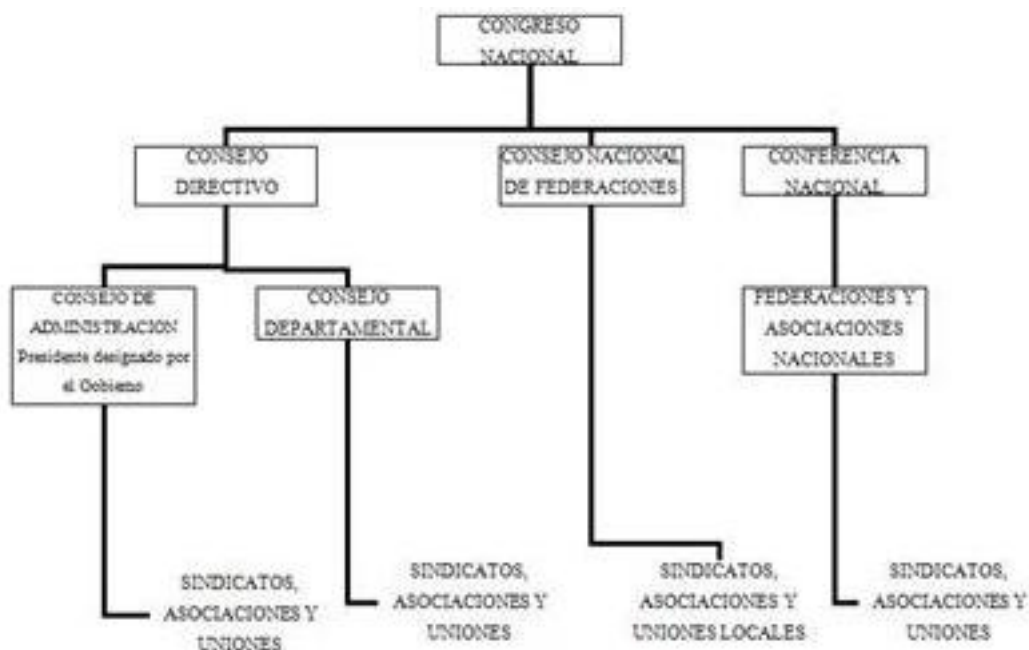 CONGRESO
NACIONAL
CONSEJO
DIRECTIVO
CONSEJO NACIONAL
DE FEDERACIONES
CONFERENCIA
NACIONAL
CONSEJO DE
ADMINISTRACION
Presidente designado por
el Gobierno
CONSEJO
DEPARTAMENTAL
FEDERACIONES Y
ASOCIACIONES
NACIONALES
SINDICATOS,
ASOCIACIONES Y
UNIONES
SINDICATOS,
ASOCIACIONES Y
UNIONES
SINDICATOS,
ASOCIACIONES Y
UNIONES LOCALES
SINDICATOS,
ASOCIACIONES Y
UNIONES